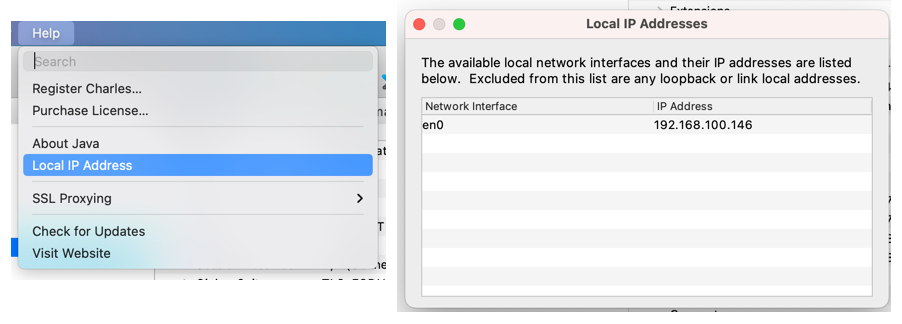 Help
Search
Register Charles...
Purchase License...
About Java
Local IP Address
SSL Proxying
Check for Updates
Visit Website
Local IP Addresses
The available local network interfaces and their IP addresses are listed
below. Excluded from this list are any loopback or link local addresses.
Network Interface IP Address
en0 192.168.100.146